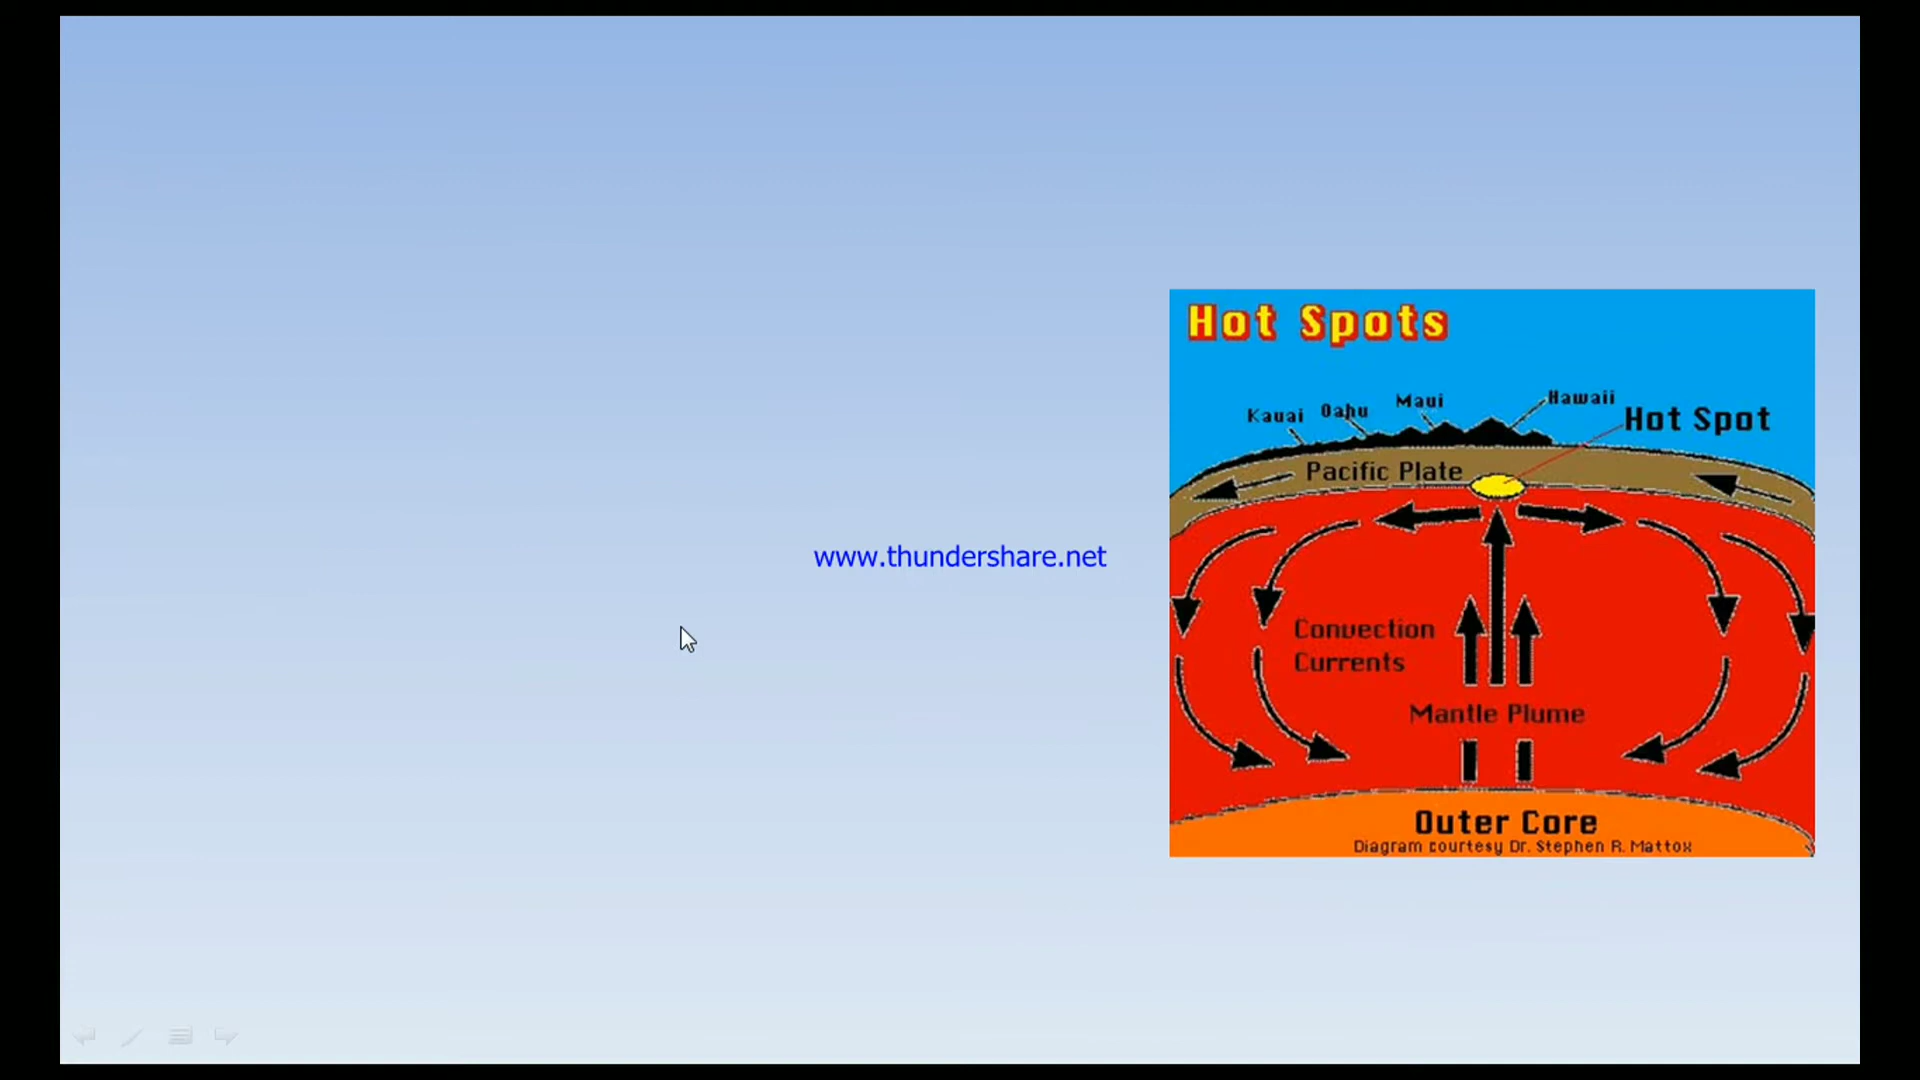 Hot Spots
Kauai Oahu Maui Hawaii
Hot Spot
Pacific Plate
www.thundershare.net
Convection
Currents
Mantle Plume
Outer Core
Diagram courtesy Dr. Stephen R. Mattox